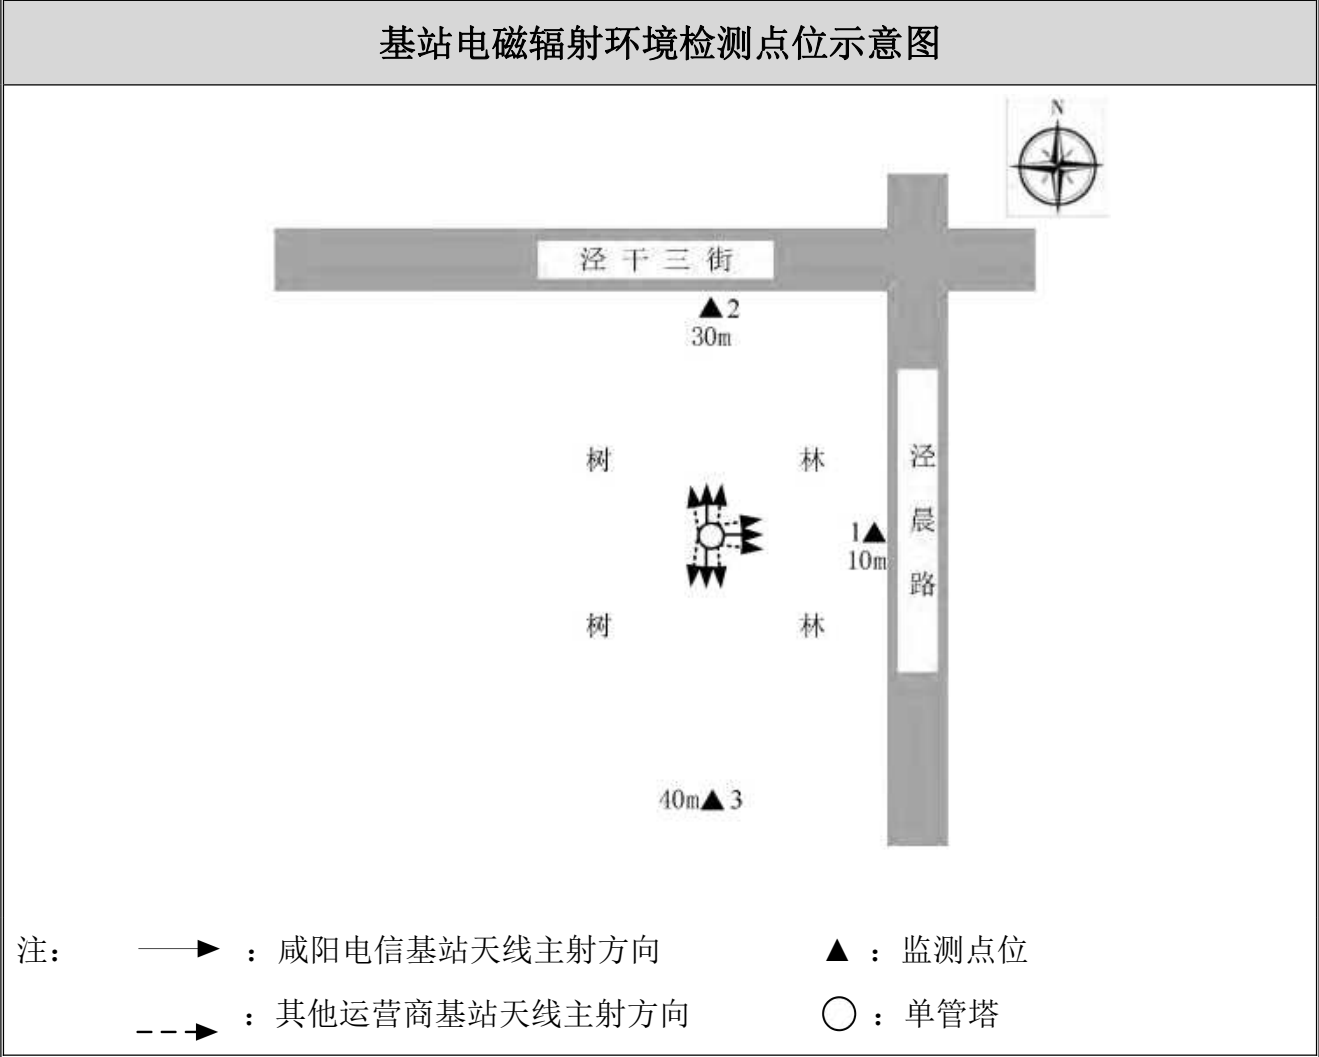 基站电磁辐射环境检测点位示意图
N
泾干三街
2
30m
树 林
泾晨路
1
10m
树 林
40m 3
注: :咸阳电信基站天线主射方向 :监测点位
:其他运营商基站天线主射方向 :单管塔